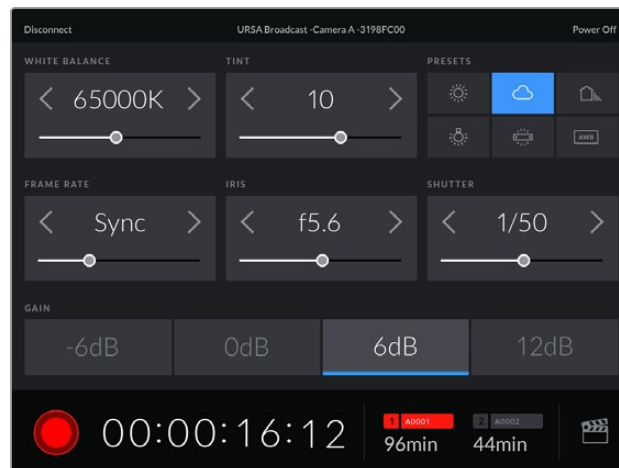 Disconnect URSA Broadcast -Camera A -3198FC00 Power Off
WHITE BALANCE TINT PRESETS
65000K 10
AWB
FRAME RATE IRIS SHUTTER
Sync f5.6 1/50
GAIN
-6dB 0dB 6dB 12dB
00:00:16:12
1 A0001 2 A0002
96min 44min